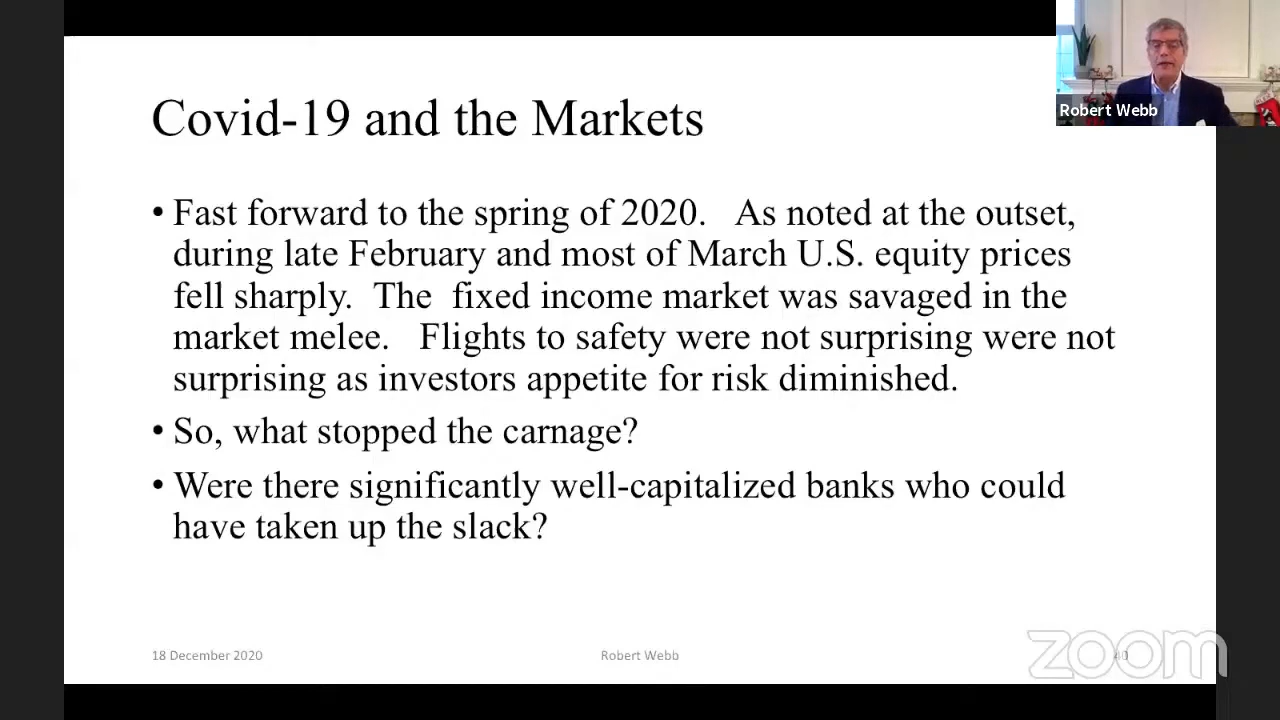 Covid-19 and the Markets
Robert Webb
• Fast forward to the spring of 2020. As noted at the outset,
during late February and most of March U.S. equity prices
fell sharply. The fixed income market was savaged in the
market melee. Flights to safety were not surprising were not
surprising as investors appetite for risk diminished.
• So, what stopped the carnage?
• Were there significantly well-capitalized banks who could
have taken up the slack?
18 December 2020
Robert Webb
40
zoom